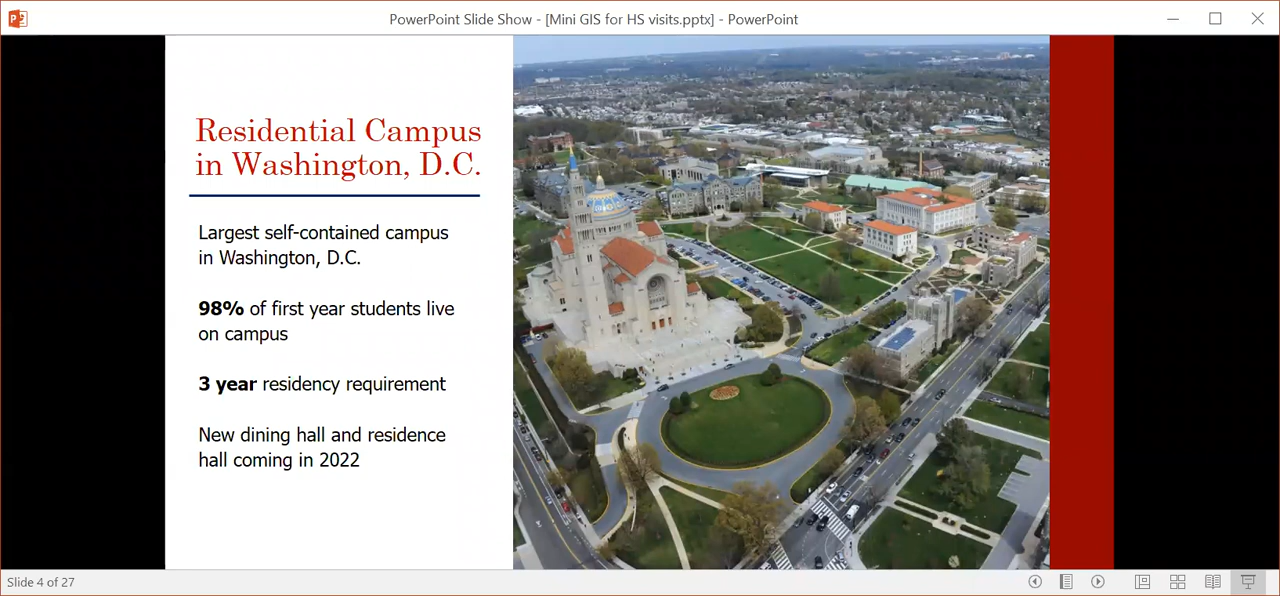 PowerPoint Slide Show - [Mini GIS for HS visits.pptx] - PowerPoint
Residential Campus
in Washington, D.C.
Largest self-contained campus
in Washington, D.C.
98% of first year students live
on campus
3 year residency requirement
New dining hall and residence
hall coming in 2022
Slide 4 of 27